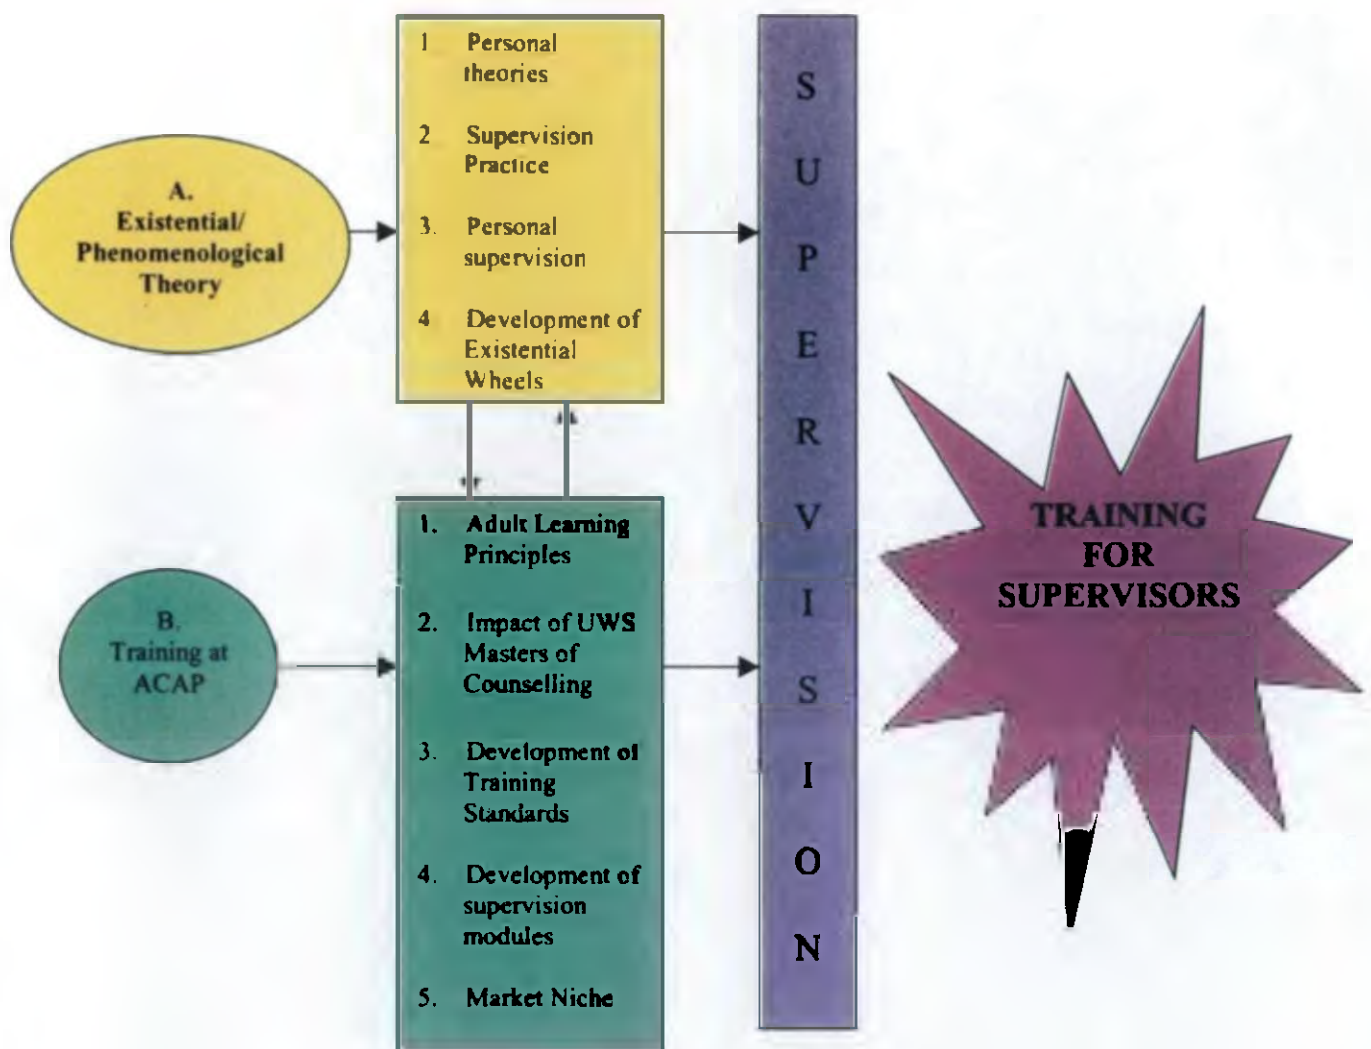 A.
Existential/
Phenomenological
Theory
1 Personal
theories
2 Supervision
Practice
3. Personal
supervision
4 Development of
Existential
Wheels
B.
Training at
ACAP
1. Adult Learning
Principles
2. Impact of UWS
Masters of
Counselling
3. Development of
Training
Standards
4. Development of
supervision
modules
5. Market Niche
S
U
P
E
R
V
I
S
I
O
N
TRAINING
FOR
SUPERVISORS